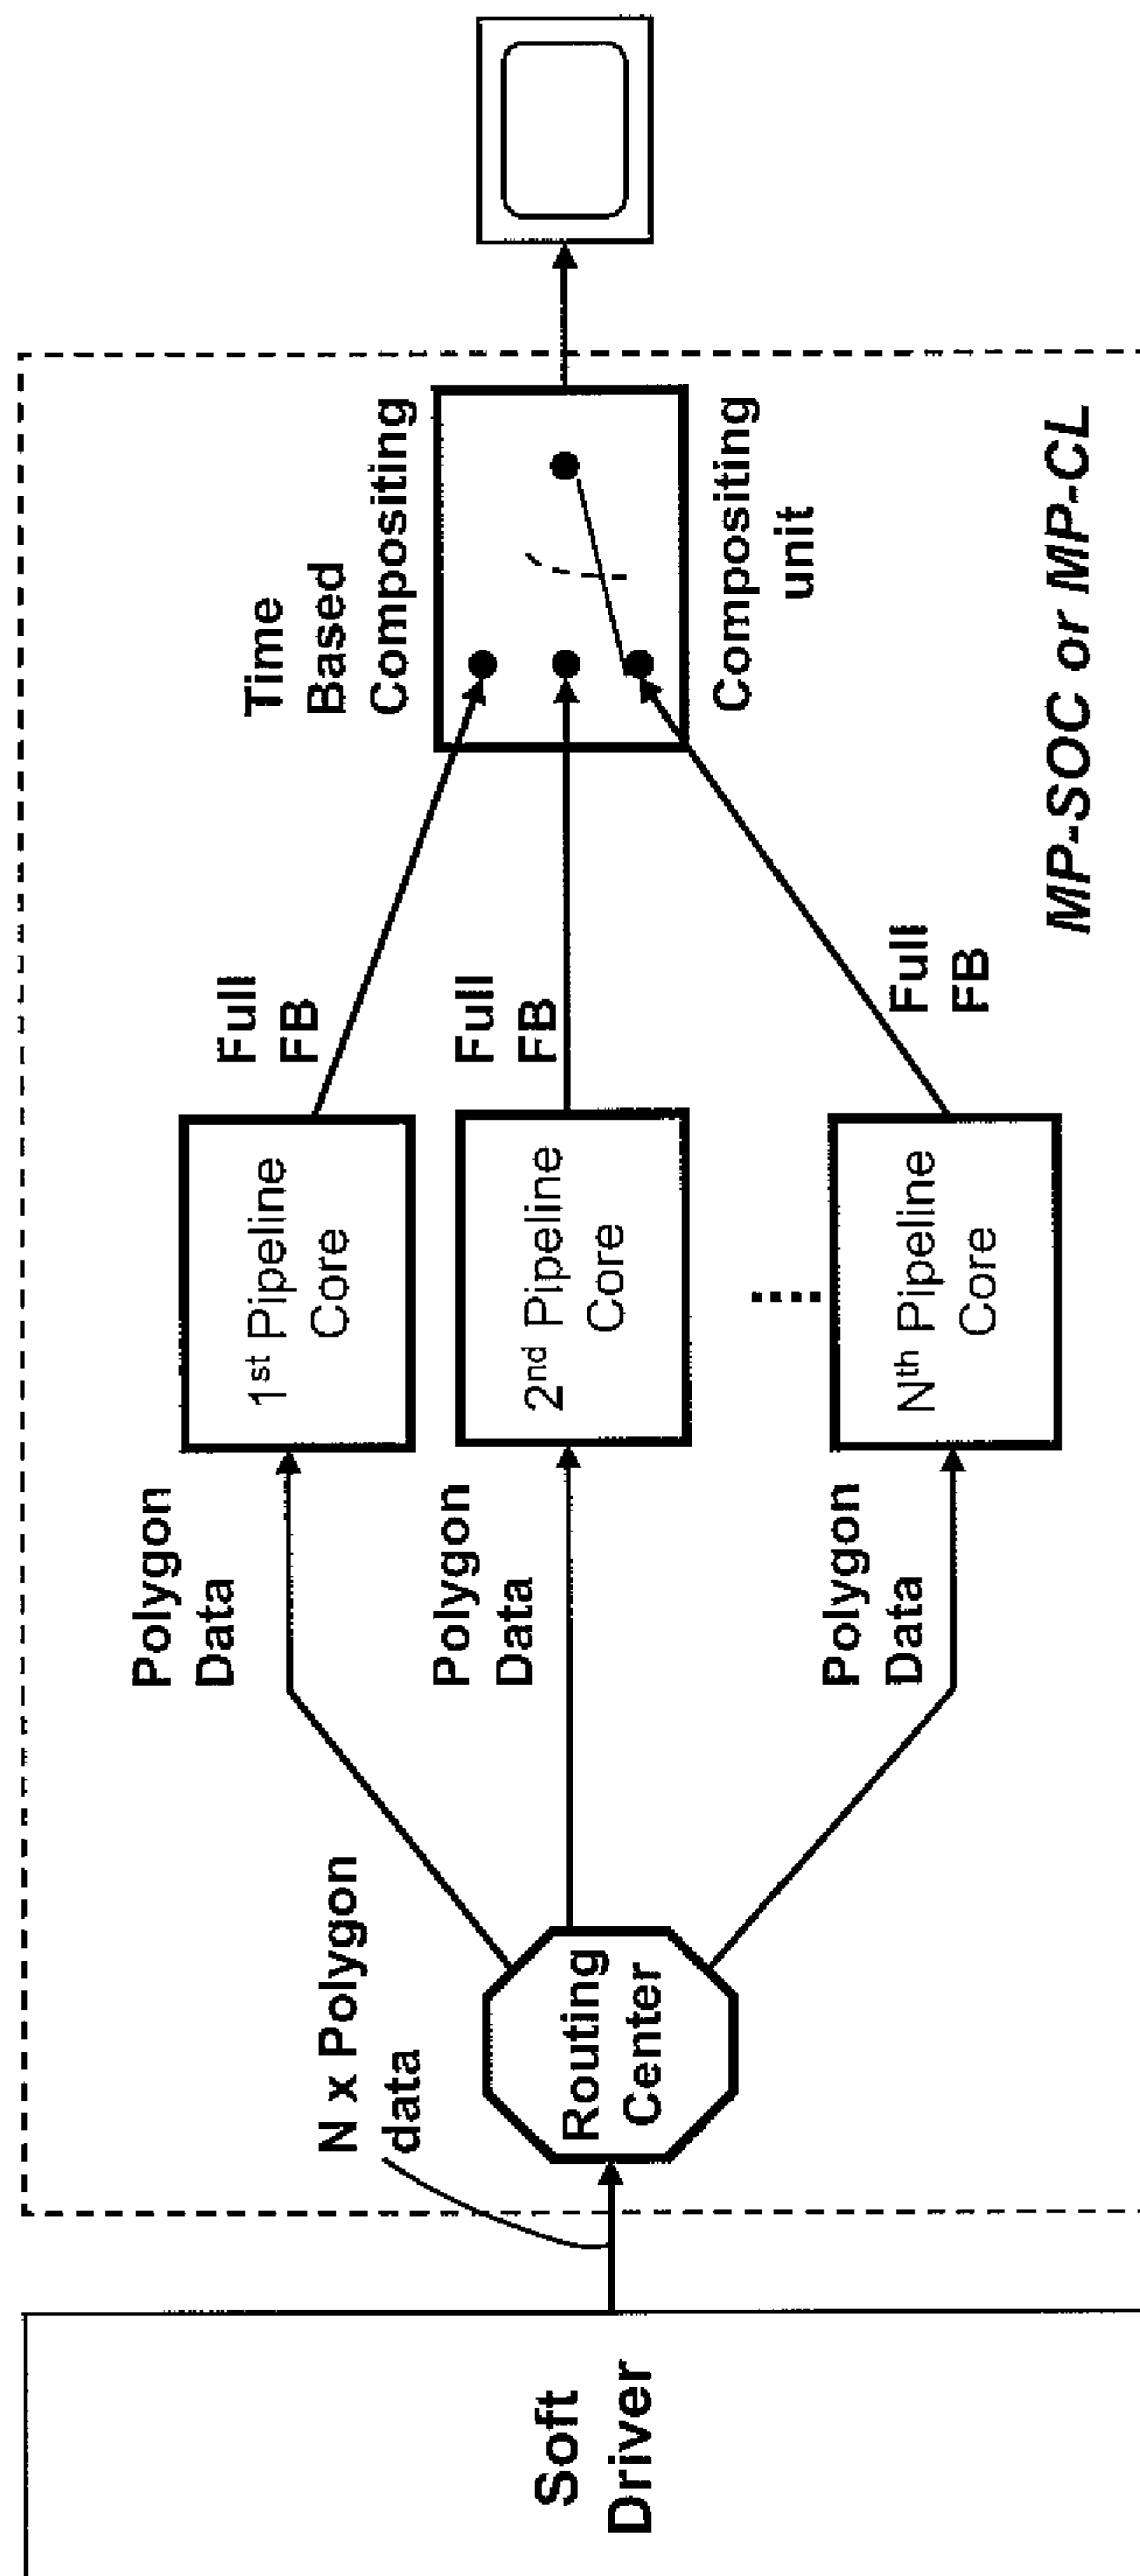 Soft
Driver
N x Polygon
data
Routing
Center
Polygon
Data
Polygon
Data
Polygon
Data
1st Pipeline
Core
2nd Pipeline
Core
Nth Pipeline
Core
Full
FB
Full
FB
Full
FB
Time
Based
Compositing
Compositing
unit
MP-SOC or MP-CL